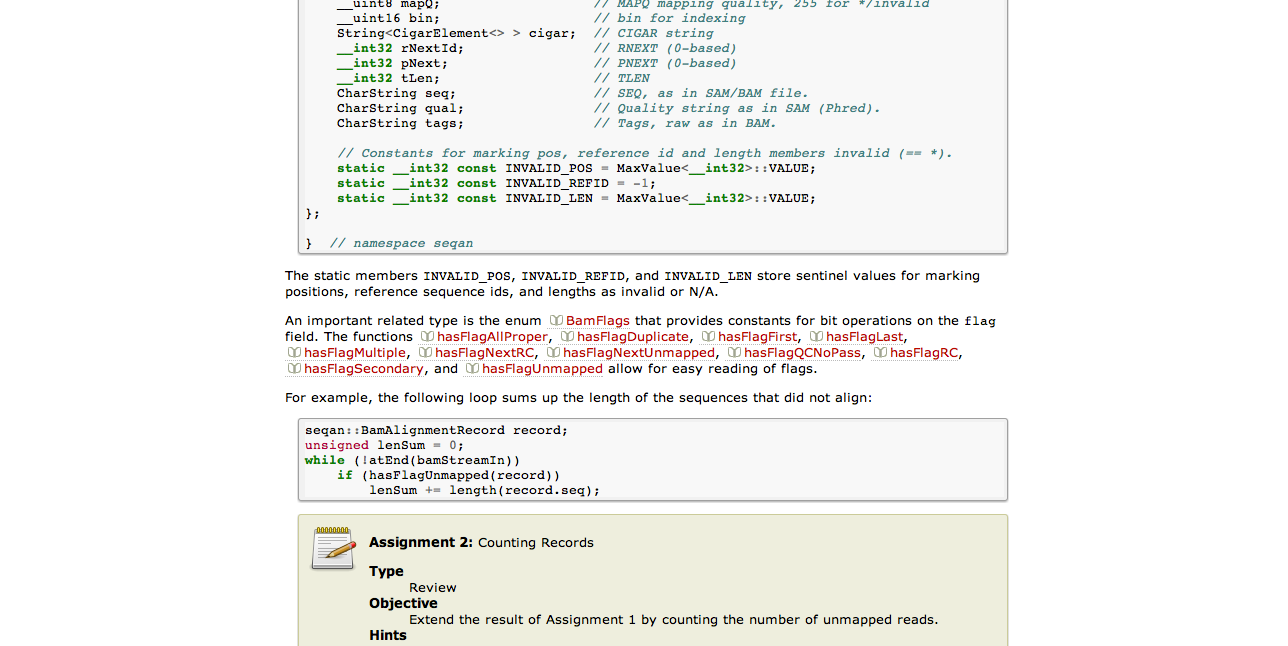 __uint8 mapQ;                   // MAPQ mapping quality, 255 for */invalid
    __uint16 bin;                   // bin for indexing
    String<CigarElement<> > cigar;  // CIGAR string
    __int32 rNextId;                // RNEXT (0-based)
    __int32 pNext;                  // PNEXT (0-based)
    __int32 tLen;                   // TLEN
    CharString seq;                 // SEQ, as in SAM/BAM file.
    CharString qual;                // Quality string as in SAM (Phred).
    CharString tags;                // Tags, raw as in BAM.
    // Constants for marking pos, reference id and length members invalid (== *).
    static __int32 const INVALID_POS = MaxValue<__int32>::VALUE;
    static __int32 const INVALID_REFID = -1;
    static __int32 const INVALID_LEN = MaxValue<__int32>::VALUE;
};
}  // namespace seqan
The static members INVALID_POS, INVALID_REFID, and INVALID_LEN store sentinel values for marking
positions, reference sequence ids, and lengths as invalid or N/A.
An important related type is the enum BamFlags that provides constants for bit operations on the flag
field. The functions hasFlagAllProper, hasFlagDuplicate, hasFlagFirst, hasFlagLast,
hasFlagMultiple, hasFlagNextRC, hasFlagNextUnmapped, hasFlagQCNoPass, hasFlagRC,
hasFlagSecondary, and hasFlagUnmapped allow for easy reading of flags.
For example, the following loop sums up the length of the sequences that did not align:
seqan::BamAlignmentRecord record;
unsigned lenSum = 0;
while (!atEnd(bamStreamIn))
    if (hasFlagUnmapped(record))
        lenSum += length(record.seq);
Assignment 2: Counting Records
Type
Review
Objective
Extend the result of Assignment 1 by counting the number of unmapped reads.
Hints